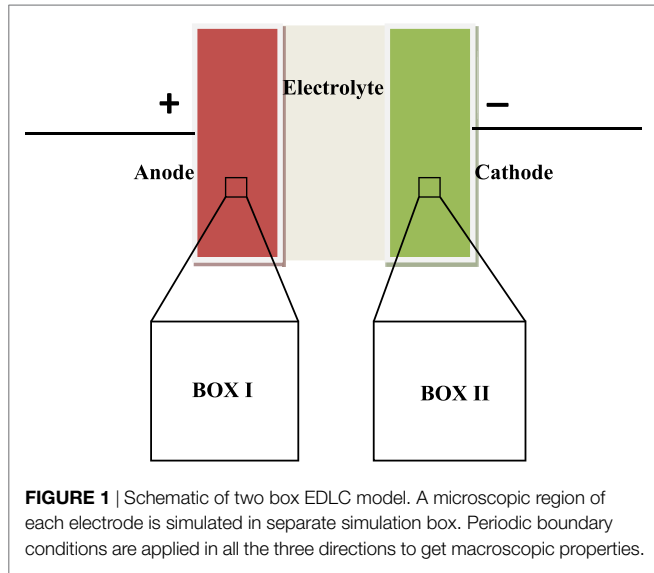 Electrolyte
+
−
Anode
Cathode
BOX I
BOX II
FIGURE 1 | Schematic of two box EDLC model. A microscopic region of
each electrode is simulated in separate simulation box. Periodic boundary
conditions are applied in all the three directions to get macroscopic properties.